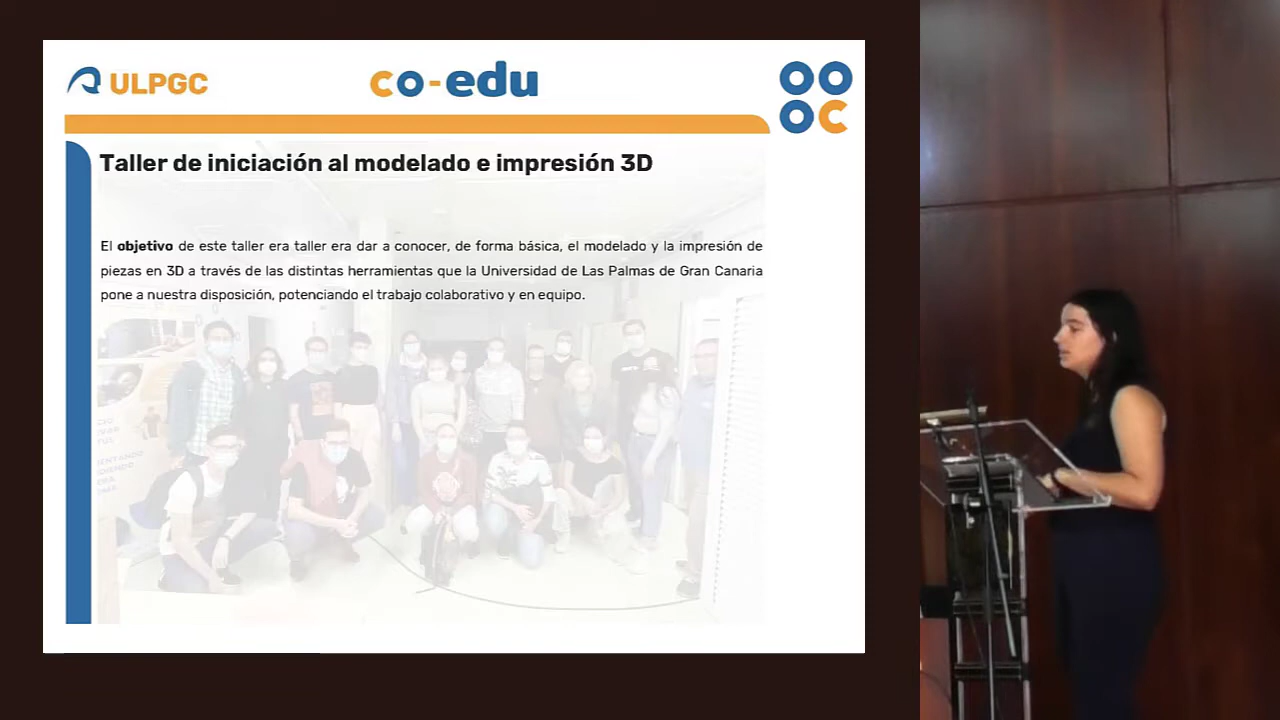 ULPGC
co-edu
OO
OC
Taller de iniciación al modelado e impresión 3D
El objetivo de este taller era taller era dar a conocer, de forma básica, el modelado y la impresión de
piezas en 3D a través de las distintas herramientas que la Universidad de Las Palmas de Gran Canaria
pone a nuestra disposición, potenciando el trabajo colaborativo y en equipo.